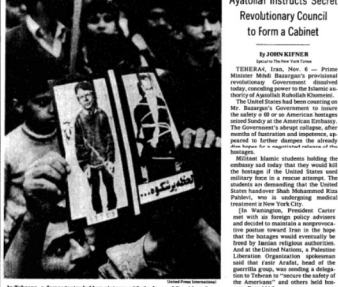 Ayatollah Instructs Secret
Revolutionary Council
to Form a Cabinet
By JOHN KIFNER
Special to The New York Times
TEHERAN, Iran, Nov. 6 — Prime
Minister Mehdi Bazargan's provisional
revolutionary Government dissolved
today, conceding power to the Islamic au-
thority of Ayatollah Ruhollah Khomeini.
The United States had been counting on
Mr. Bazargan's Government to insure
the safety of 60 or so American hostages
seized Sunday at the American Embassy.
The Government's abrupt collapse, after
months of frustration and impotence, ap-
peared to further dampen the already
dim hopes for a negotiated release of the
hostages.
Militant Islamic students holding the
embassy said today that they would kill
the hostages if the United States used
military force in a rescue attempt. The
students are demanding that the United
States handover Shah Mohammed Riza
Pahlevi, who is undergoing medical
treatment in New York City.
[In Washington, President Carter
met with his foreign policy advisers
and decided to maintain a nonprovoca-
tive posture toward Iran in the hope
that the hostages would eventually be
freed by Iranian religious authorities.
And at the United Nations, a Palestine
Liberation Organization spokesman
said that Yasir Arafat, head of the
guerrilla group, was sending a delega-
tion to Teheran to "secure the safety of
the Americans" and others held hos-
United Press International